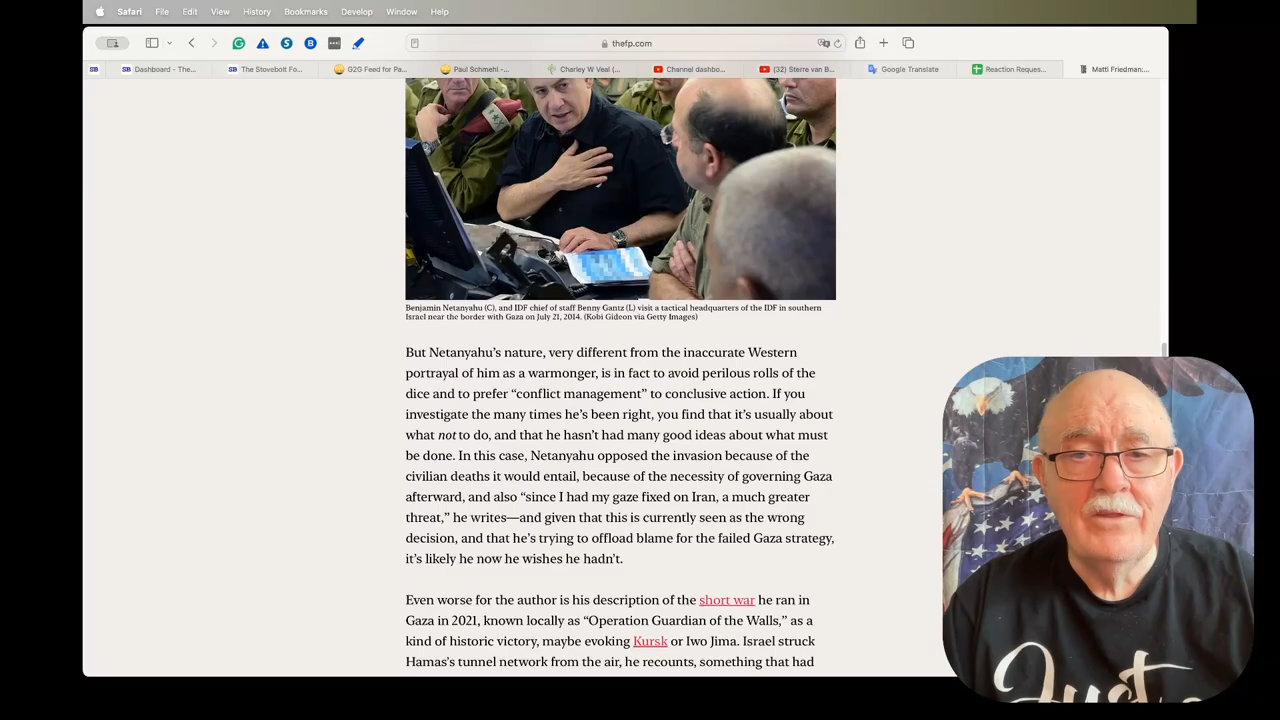 Safari File Edit View History Bookmarks Develop Window Help
thefp.com
Dashboard - The... The Stovebolt Fo... G2G Feed for Pa... Paul Schmehl -... Charley W Veal (... Channel dashbo... (32) Sterre van B... Google Translate Reaction Reques... Matti Friedman:...
Benjamin Netanyahu (C), and IDF chief of staff Benny Gantz (L) visit a tactical headquarters of the IDF in southern
Israel near the border with Gaza on July 21, 2014. (Kobi Gideon via Getty Images)
But Netanyahu’s nature, very different from the inaccurate Western
portrayal of him as a warmonger, is in fact to avoid perilous rolls of the
dice and to prefer “conflict management” to conclusive action. If you
investigate the many times he’s been right, you find that it’s usually about
what not to do, and that he hasn’t had many good ideas about what must
be done. In this case, Netanyahu opposed the invasion because of the
civilian deaths it would entail, because of the necessity of governing Gaza
afterward, and also “since I had my gaze fixed on Iran, a much greater
threat,” he writes—and given that this is currently seen as the wrong
decision, and that he’s trying to offload blame for the failed Gaza strategy,
it’s likely he now he wishes he hadn’t.
Even worse for the author is his description of the short war he ran in
Gaza in 2021, known locally as “Operation Guardian of the Walls,” as a
kind of historic victory, maybe evoking Kursk or Iwo Jima. Israel struck
Hamas’s tunnel network from the air, he recounts, something that had
Just